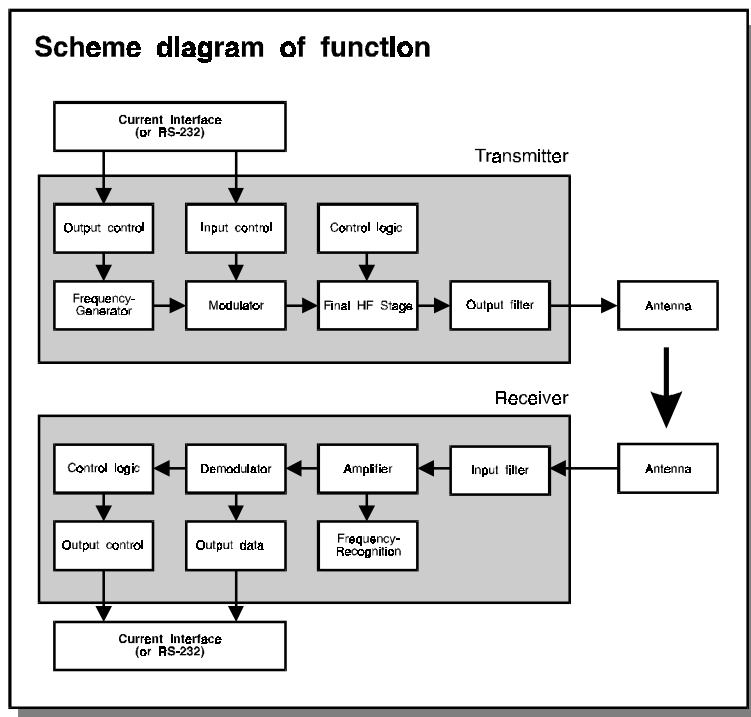 Scheme diagram of function
Current Interface
(or RS-232)
Transmitter
Output control
Input control
Control logic
Frequency-
Generator
Modulator
Final HF Stage
Output filter
Antenna
Receiver
Control logic
Demodulator
Amplifier
Input filter
Antenna
Output control
Output data
Frequency-
Recognition
Current Interface
(or RS-232)